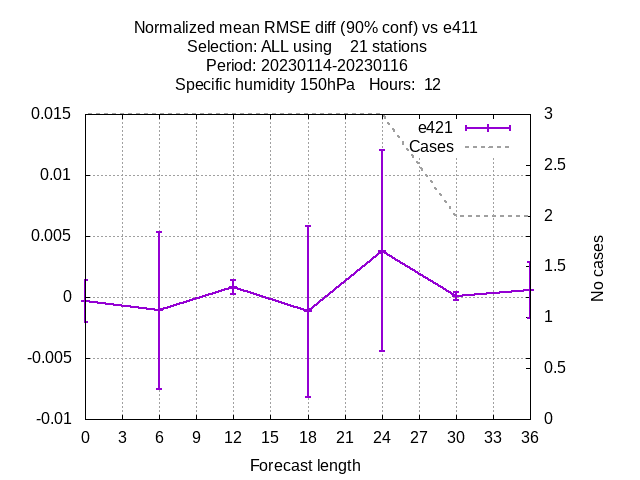 Normalized mean RMSE diff (90% conf) vs e411
Selection: ALL using    21 stations
Period: 20230114-20230116
Specific humidity 150hPa   Hours:  12
0.015
0.01
0.005
0
-0.005
-0.01
3
2.5
2
1.5
1
0.5
0
e421
Cases
No cases
0 3 6 9 12 15 18 21 24 27 30 33 36
Forecast length